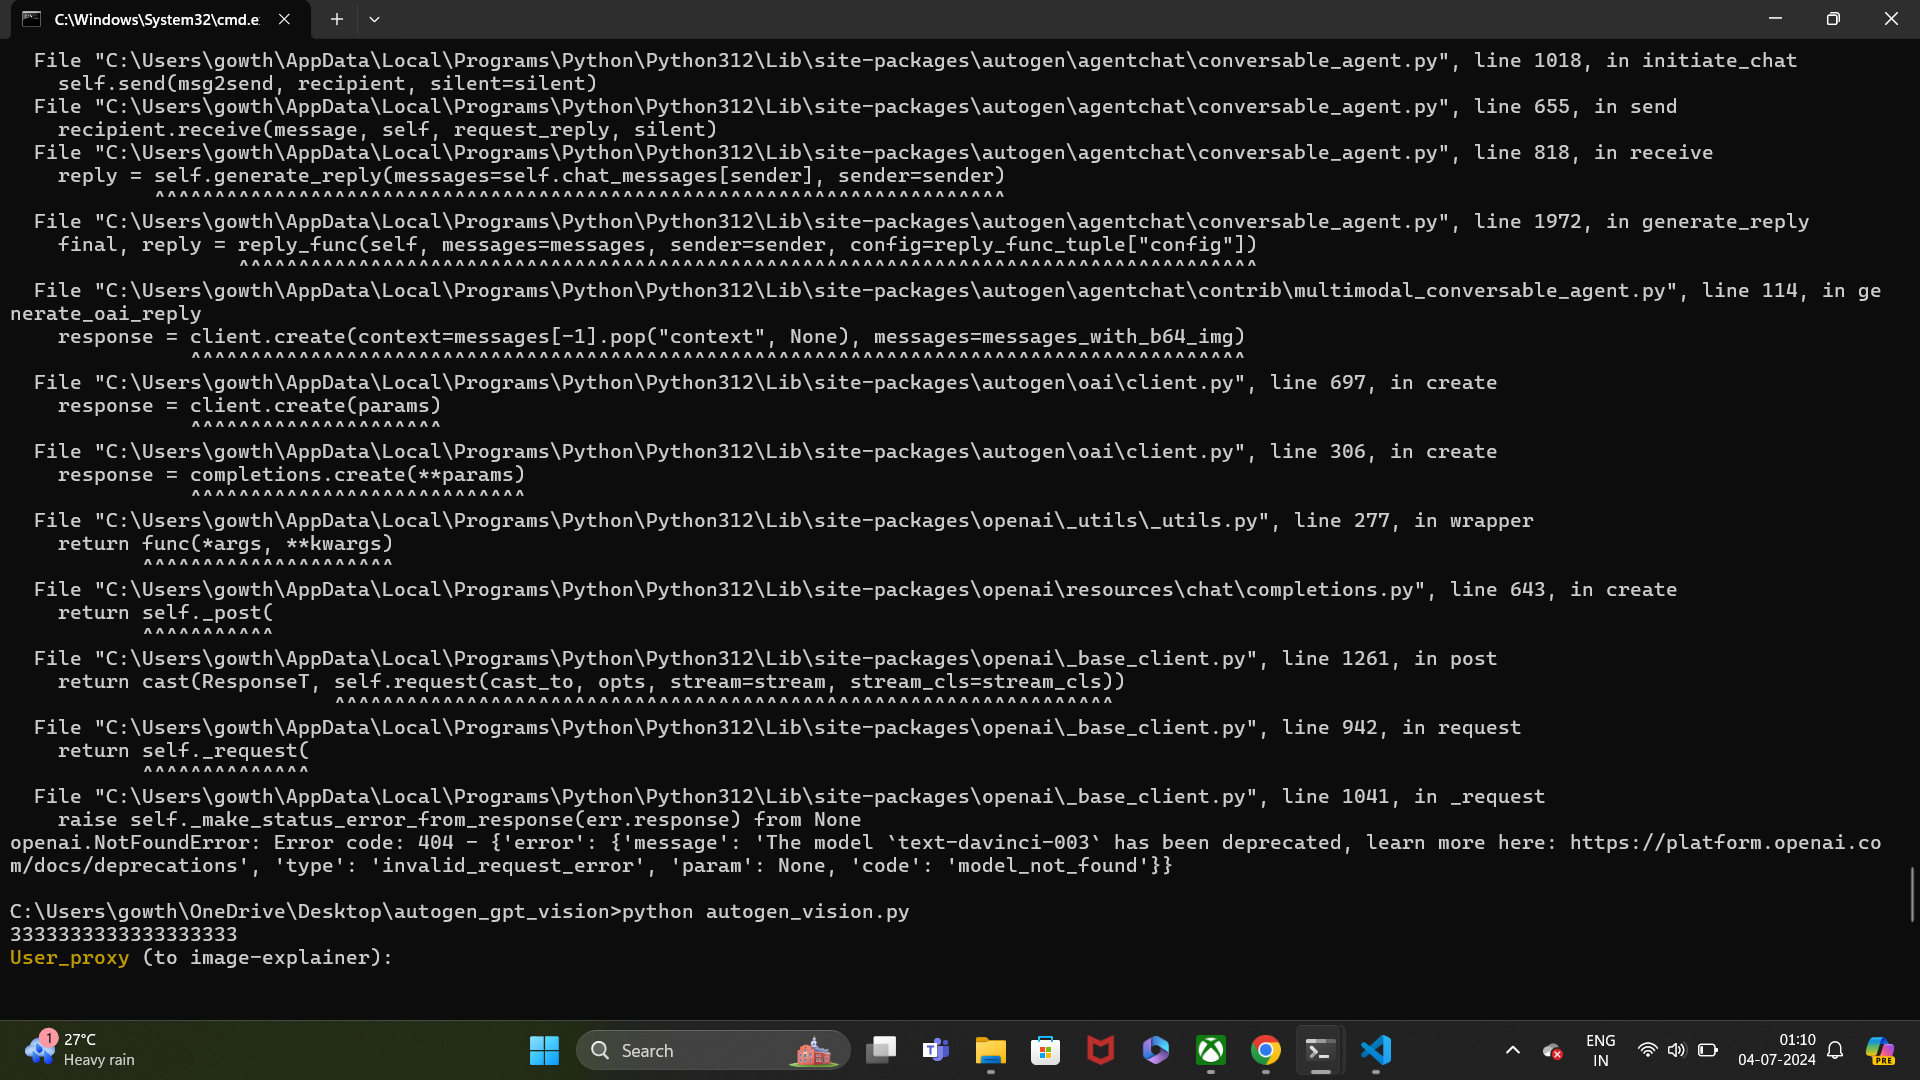 C:\Windows\System32\cmd.e
File "C:\Users\gowth\AppData\Local\Programs\Python\Python312\Lib\site-packages\autogen\agentchat\conversable_agent.py", line 1018, in initiate_chat
self.send(msg2send, recipient, silent=silent)
File "C:\Users\gowth\AppData\Local\Programs\Python\Python312\Lib\site-packages\autogen\agentchat\conversable_agent.py", line 655, in send
recipient.receive(message, self, request_reply, silent)
File "C:\Users\gowth\AppData\Local\Programs\Python\Python312\Lib\site-packages\autogen\agentchat\conversable_agent.py", line 818, in receive
reply = self.generate_reply(messages=self.chat_messages[sender], sender=sender)
^^^^^^^^^^^^^^^^^^^^^^^^^^^^^^^^^^^^^^^^^^^^^^^^^^^^^^^^^^^^^^^^^^^^^^^
File "C:\Users\gowth\AppData\Local\Programs\Python\Python312\Lib\site-packages\autogen\agentchat\conversable_agent.py", line 1972, in generate_reply
final, reply = reply_func(self, messages=messages, sender=sender, config=reply_func_tuple["config"])
^^^^^^^^^^^^^^^^^^^^^^^^^^^^^^^^^^^^^^^^^^^^^^^^^^^^^^^^^^^^^^^^^^^^^^^^^^^^^^^^^^^^^
File "C:\Users\gowth\AppData\Local\Programs\Python\Python312\Lib\site-packages\autogen\agentchat\contrib\multimodal_conversable_agent.py", line 114, in ge
nerate_oai_reply
response = client.create(context=messages[-1].pop("context", None), messages=messages_with_b64_img)
^^^^^^^^^^^^^^^^^^^^^^^^^^^^^^^^^^^^^^^^^^^^^^^^^^^^^^^^^^^^^^^^^^^^^^^^^^^^^^^^^^^^^^^^
File "C:\Users\gowth\AppData\Local\Programs\Python\Python312\Lib\site-packages\autogen\oai\client.py", line 697, in create
response = client.create(params)
^^^^^^^^^^^^^^^^^^^^^
File "C:\Users\gowth\AppData\Local\Programs\Python\Python312\Lib\site-packages\autogen\oai\client.py", line 306, in create
response = completions.create(**params)
^^^^^^^^^^^^^^^^^^^^^^^^^^^^
File "C:\Users\gowth\AppData\Local\Programs\Python\Python312\Lib\site-packages\openai\_utils\_utils.py", line 277, in wrapper
return func(*args, **kwargs)
^^^^^^^^^^^^^^^^^^^^^
File "C:\Users\gowth\AppData\Local\Programs\Python\Python312\Lib\site-packages\openai\resources\chat\completions.py", line 643, in create
return self._post(
^^^^^^^^^^^
File "C:\Users\gowth\AppData\Local\Programs\Python\Python312\Lib\site-packages\openai\_base_client.py", line 1261, in post
return cast(ResponseT, self.request(cast_to, opts, stream=stream, stream_cls=stream_cls))
^^^^^^^^^^^^^^^^^^^^^^^^^^^^^^^^^^^^^^^^^^^^^^^^^^^^^^^^^^^^^^^^^
File "C:\Users\gowth\AppData\Local\Programs\Python\Python312\Lib\site-packages\openai\_base_client.py", line 942, in request
return self._request(
^^^^^^^^^^^^^^
File "C:\Users\gowth\AppData\Local\Programs\Python\Python312\Lib\site-packages\openai\_base_client.py", line 1041, in _request
raise self._make_status_error_from_response(err.response) from None
openai.NotFoundError: Error code: 404 - {'error': {'message': 'The model `text-davinci-003` has been deprecated, learn more here: https://platform.openai.co
m/docs/deprecations', 'type': 'invalid_request_error', 'param': None, 'code': 'model_not_found'}}
C:\Users\gowth\OneDrive\Desktop\autogen_gpt_vision>python autogen_vision.py
3333333333333333333
User_proxy (to image-explainer):
1
27°C
Heavy rain
Search
ENG
IN
01:10
04-07-2024
PRE